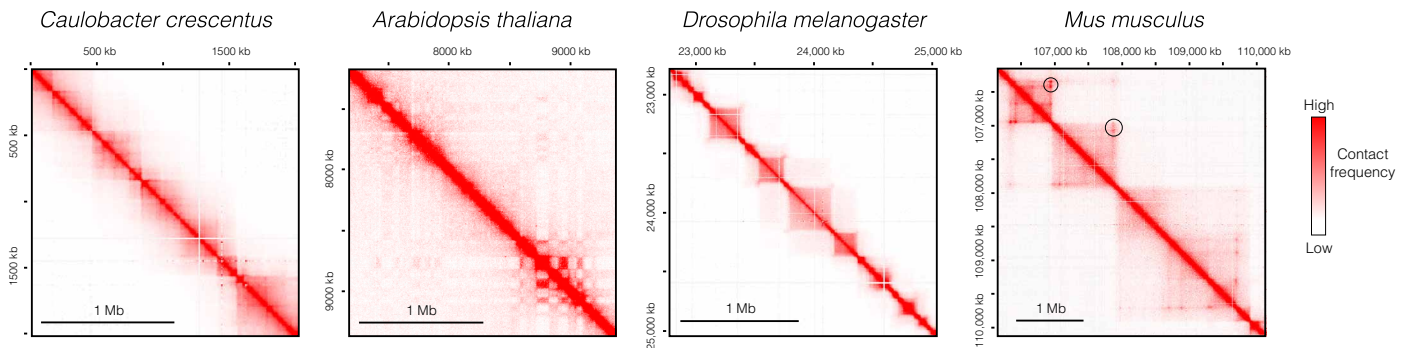 Caulobacter crescentus
500 kb 1500 kb
500 kb
1500 kb
1 Mb
Arabidopsis thaliana
8000 kb 9000 kb
8000 kb
9000 kb
1 Mb
Drosophila melanogaster
23,000 kb 24,000 kb 25,000 kb
23,000 kb
24,000 kb
25,000 kb
1 Mb
Mus musculus
107,000 kb 108,000 kb 109,000 kb 110,000 kb
107,000 kb
108,000 kb
109,000 kb
110,000 kb
1 Mb
High
Contact
frequency
Low